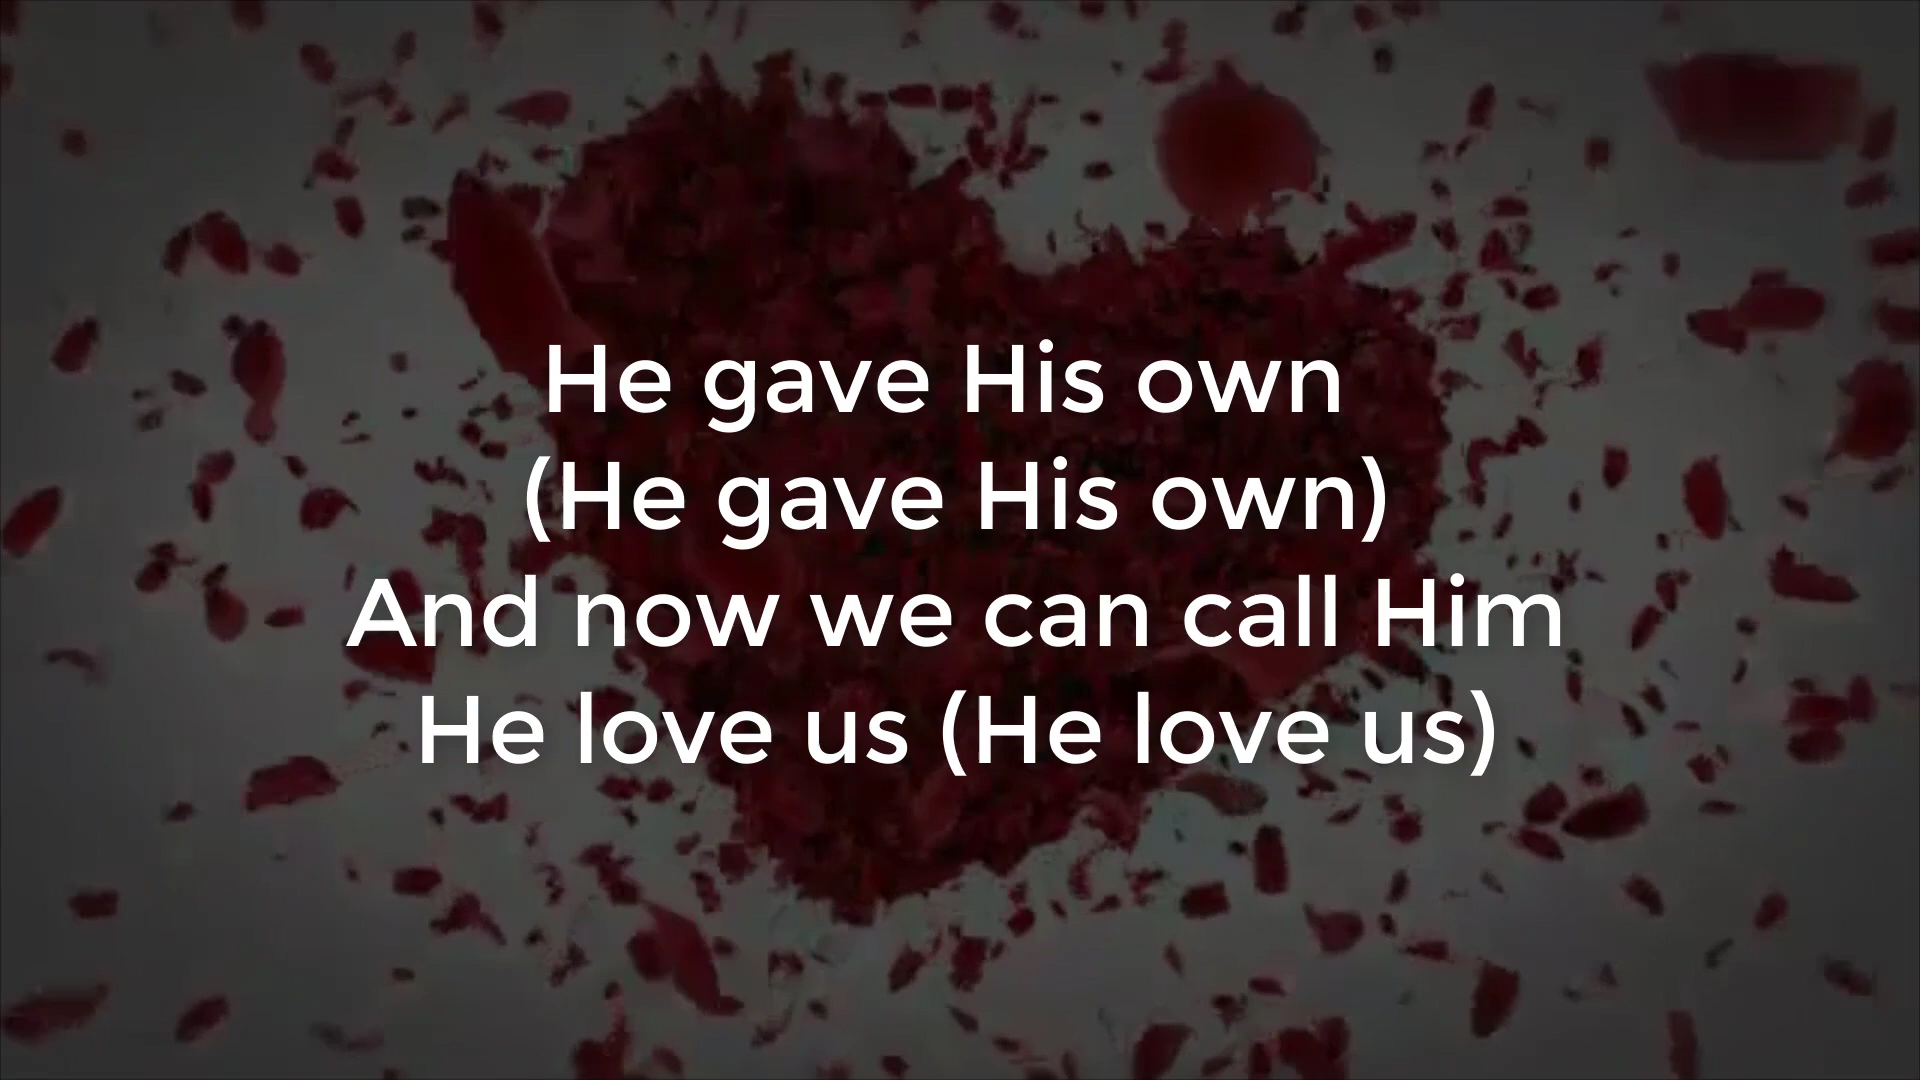 He gave His own
(He gave His own)
And now we can call Him
He love us (He love us)